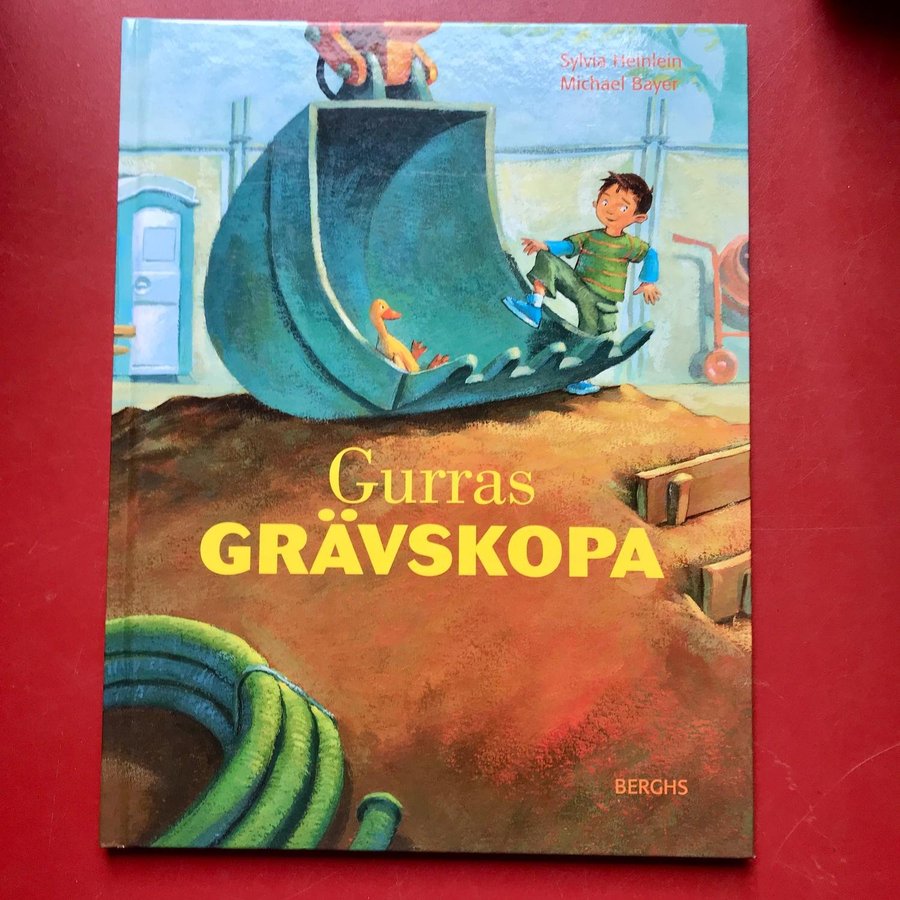 Sylvia Heinlein
Michael Bayer
Gurras
GRÄVSKOPA
BERGHS